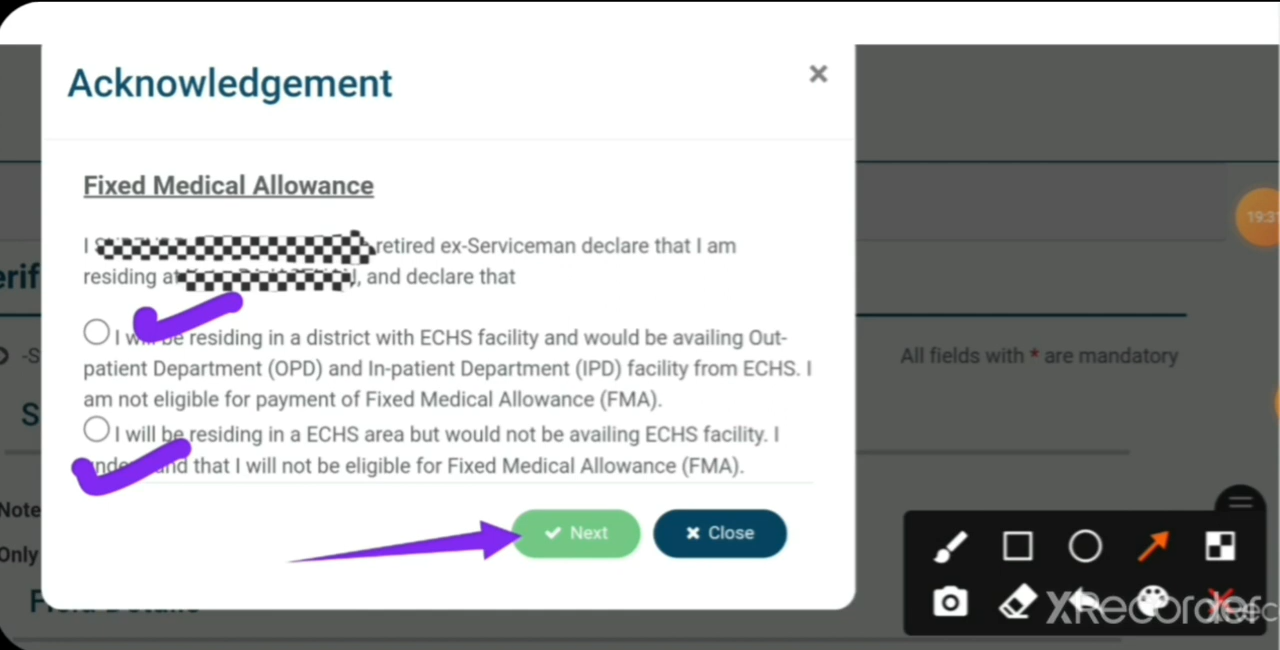 Acknowledgement
×
Fixed Medical Allowance
I retired ex-Serviceman declare that I am
residing at , and declare that
19:37
I will be residing in a district with ECHS facility and would be availing Out-
patient Department (OPD) and In-patient Department (IPD) facility from ECHS. I
am not eligible for payment of Fixed Medical Allowance (FMA).
I will be residing in a ECHS area but would not be availing ECHS facility. I
understand that I will not be eligible for Fixed Medical Allowance (FMA).
All fields with * are mandatory
Next
Close
Note
Only
XRecorder